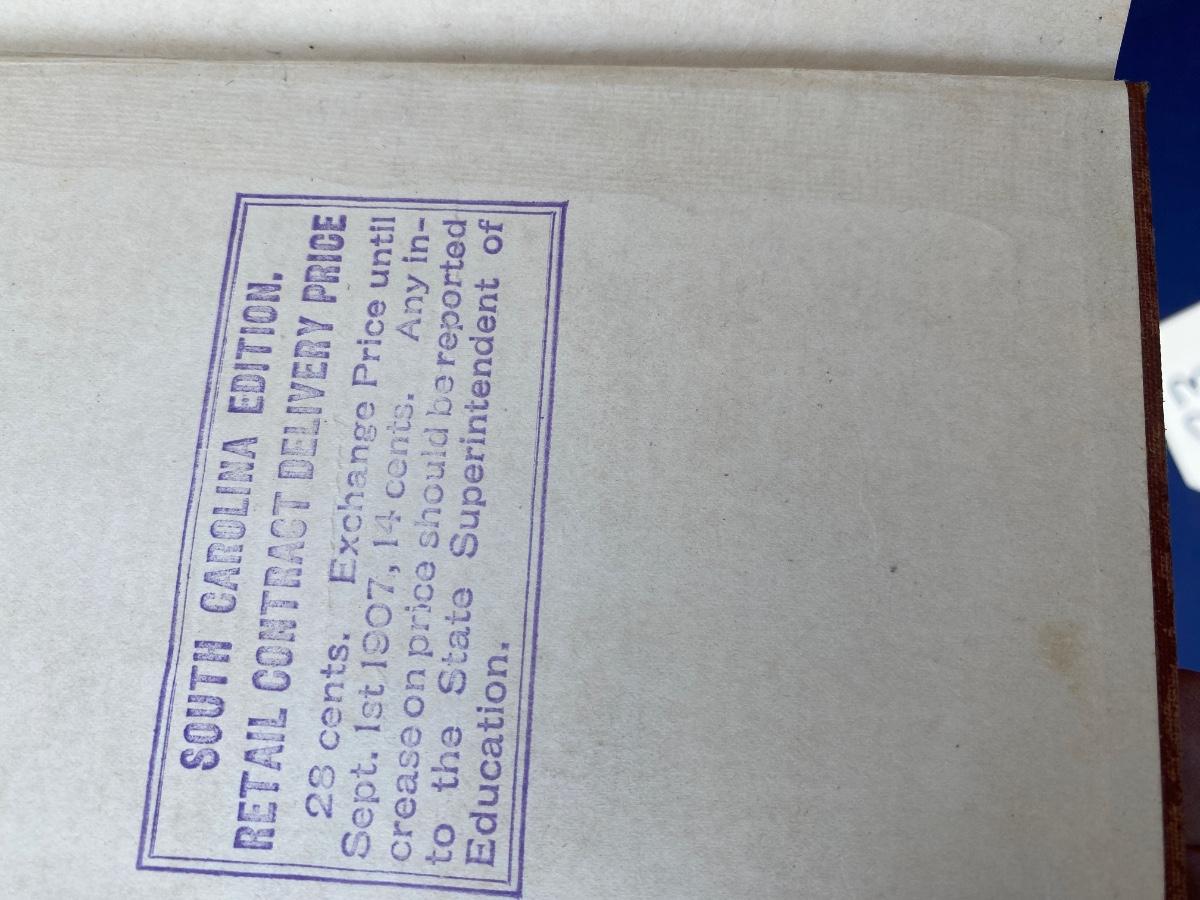 SOUTH CAROLINA EDITION.
RETAIL CONTRACT DELIVERY PRICE
28 cents. Exchange Price until
Sept. 1st 1907, 14 cents. Any in-
crease on price should be reported
to the State Superintendent of
Education.